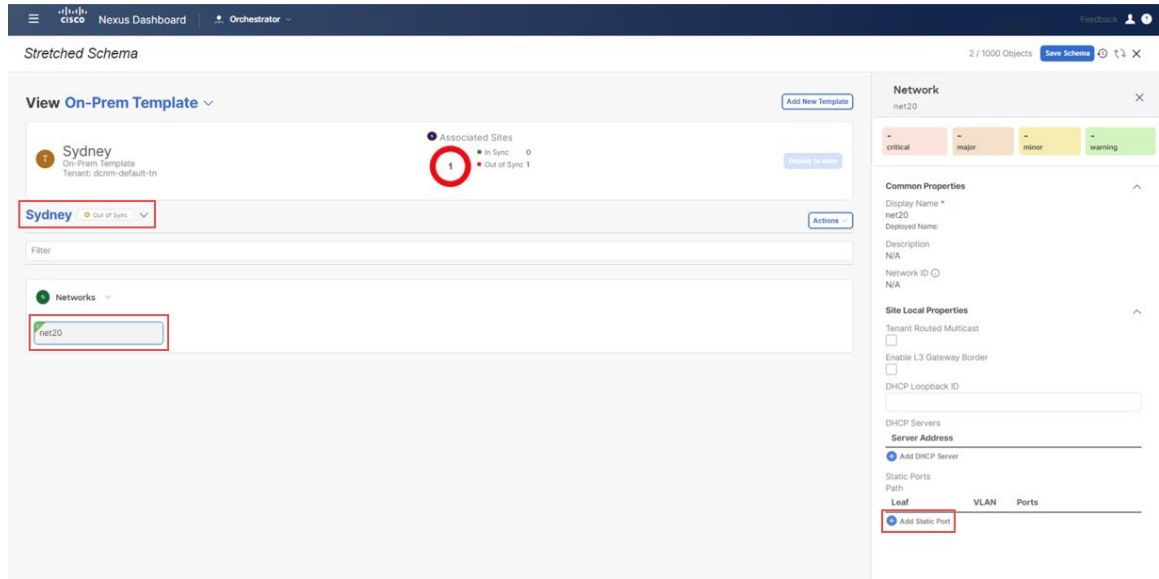 cisco Nexus Dashboard Orchestrator Feedback
Stretched Schema 2 / 1000 Objects Save Schema
View On-Prem Template Add New Template
T Sydney
On-Prem Template
Tenant: dcnm-default-tn
Associated Sites
1
In Sync 0
Out of Sync 1
Deploy to sites
Sydney Out of Sync Actions
Filter
N Networks
net20
Network
net20
- critical
- major
- minor
- warning
Common Properties
Display Name *
net20
Deployed Name:
Description
N/A
Network ID
N/A
Site Local Properties
Tenant Routed Multicast
Enable L3 Gateway Border
DHCP Loopback ID
DHCP Servers
Server Address
Add DHCP Server
Static Ports
Path
Leaf VLAN Ports
Add Static Port